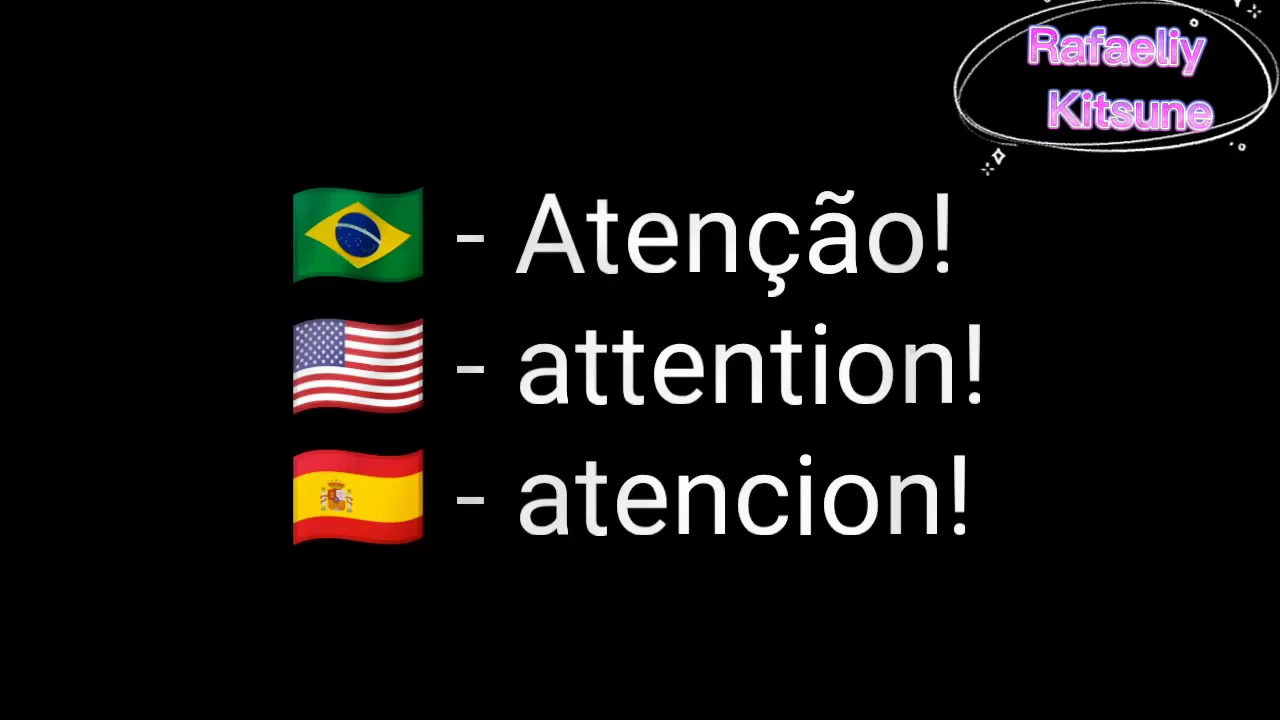 Rafaeliy
Kitsune
🇧🇷 - Atenção!
🇺🇸 - attention!
🇪🇸 - atencion!